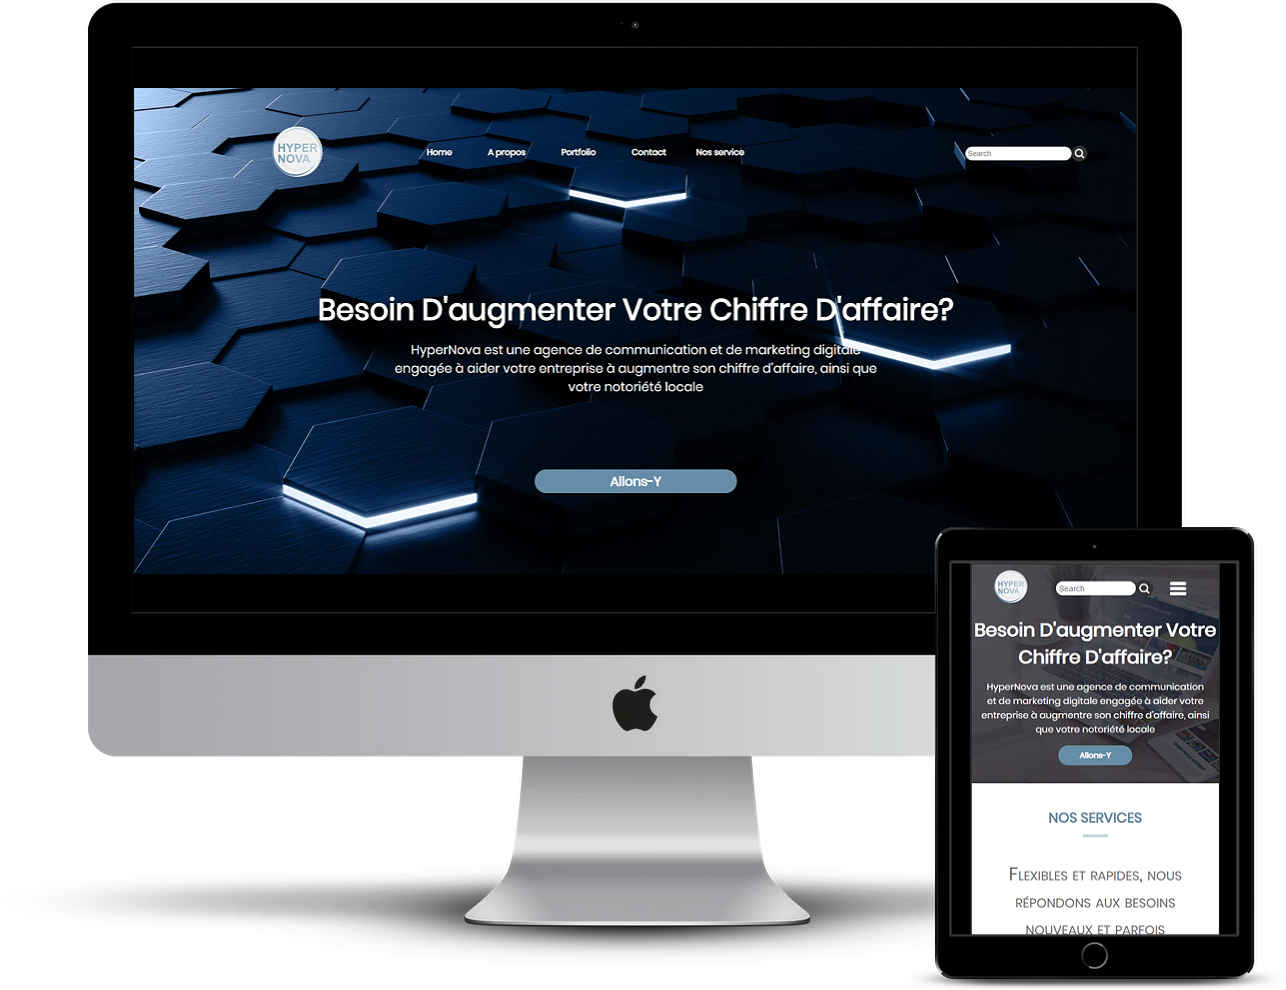 HYPER
NOVA
Home A propos Portfolio Contact Nos service
Search
Besoin D'augmenter Votre Chiffre D'affaire?
HyperNova est une agence de communication et de marketing digitale
engagée à aider votre entreprise à augmentre son chiffre d'affaire, ainsi que
votre notoriété locale
Allons-Y
HYPER
NOVA
Search
Besoin D'augmenter Votre
Chiffre D'affaire?
HyperNova est une agence de communication
et de marketing digitale engagée à aider votre
entreprise à augmentre son chiffre d'affaire, ainsi
que votre notoriété locale
Allons-Y
NOS SERVICES
Flexibles et rapides, nous
répondons aux besoins
nouveaux et parfois